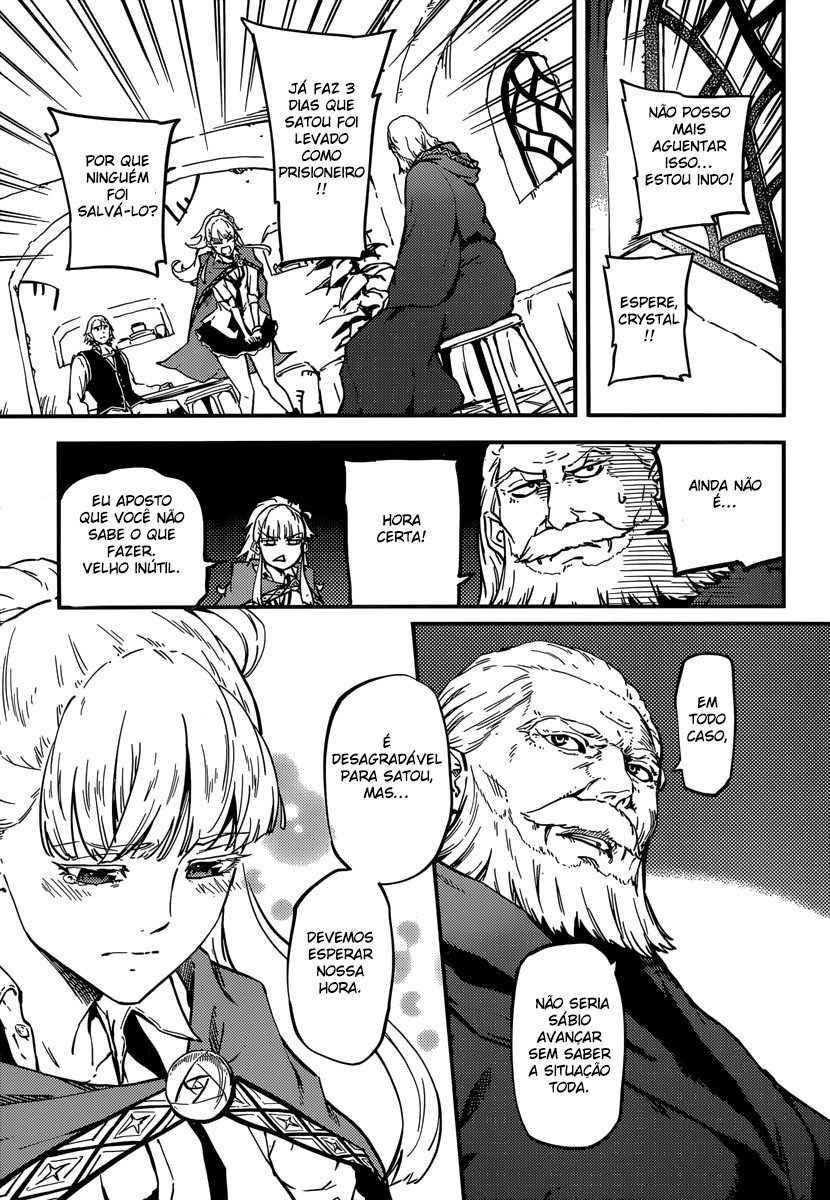 NÃO POSSO
MAIS
AGUENTAR
ISSO...
ESTOU INDO!
ESPERE,
CRYSTAL
!!
JÁ FAZ 3
DIAS QUE
SATOU FOI
LEVADO
COMO
PRISIONEIRO
!!
POR QUE
NINGUÉM
FOI
SALVÁ-LO?
AINDA NÃO
É...
HORA
CERTA!
EU APOSTO
QUE VOCÊ NÃO
SABE O QUE
FAZER.
VELHO INÚTIL.
EM
TODO
CASO,
NÃO SERIA
SÁBIO
AVANÇAR
SEM SABER
A SITUAÇÃO
TODA.
É
DESAGRADÁVEL
PARA SATOU,
MAS...
DEVEMOS
ESPERAR
NOSSA
HORA.